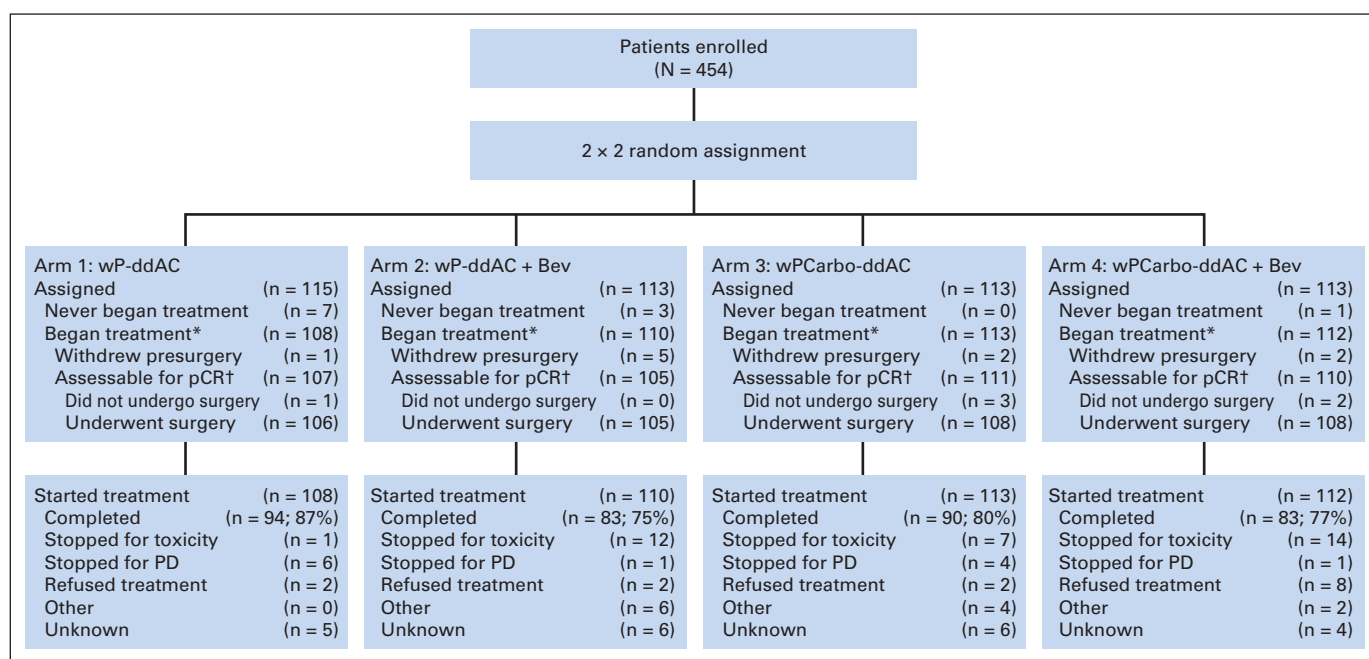 Patients enrolled
(N = 454)
2 × 2 random assignment
Arm 1: wP-ddAC
Assigned (n = 115)
Never began treatment (n = 7)
Began treatment* (n = 108)
Withdrew presurgery (n = 1)
Assessable for pCR† (n = 107)
Did not undergo surgery (n = 1)
Underwent surgery (n = 106)
Arm 2: wP-ddAC + Bev
Assigned (n = 113)
Never began treatment (n = 3)
Began treatment* (n = 110)
Withdrew presurgery (n = 5)
Assessable for pCR† (n = 105)
Did not undergo surgery (n = 0)
Underwent surgery (n = 105)
Arm 3: wPCarbo-ddAC
Assigned (n = 113)
Never began treatment (n = 0)
Began treatment* (n = 113)
Withdrew presurgery (n = 2)
Assessable for pCR† (n = 111)
Did not undergo surgery (n = 3)
Underwent surgery (n = 108)
Arm 4: wPCarbo-ddAC + Bev
Assigned (n = 113)
Never began treatment (n = 1)
Began treatment* (n = 112)
Withdrew presurgery (n = 2)
Assessable for pCR† (n = 110)
Did not undergo surgery (n = 2)
Underwent surgery (n = 108)
Started treatment (n = 108)
Completed (n = 94; 87%)
Stopped for toxicity (n = 1)
Stopped for PD (n = 6)
Refused treatment (n = 2)
Other (n = 0)
Unknown (n = 5)
Started treatment (n = 110)
Completed (n = 83; 75%)
Stopped for toxicity (n = 12)
Stopped for PD (n = 1)
Refused treatment (n = 2)
Other (n = 6)
Unknown (n = 6)
Started treatment (n = 113)
Completed (n = 90; 80%)
Stopped for toxicity (n = 7)
Stopped for PD (n = 4)
Refused treatment (n = 2)
Other (n = 4)
Unknown (n = 6)
Started treatment (n = 112)
Completed (n = 83; 77%)
Stopped for toxicity (n = 14)
Stopped for PD (n = 1)
Refused treatment (n = 8)
Other (n = 2)
Unknown (n = 4)